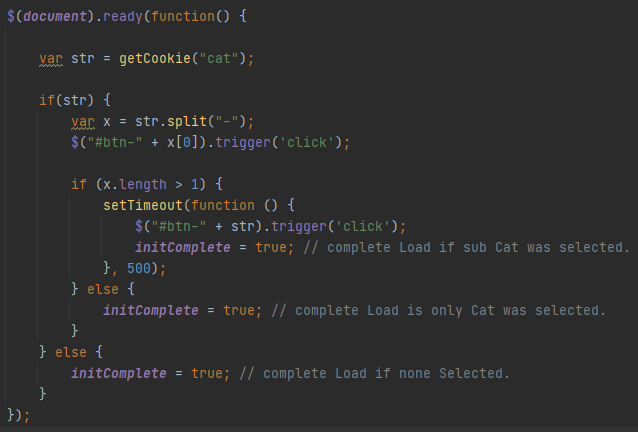 $(document).ready(function() {
var str = getCookie("cat");
if(str) {
var x = str.split("-");
$("#btn-" + x[0]).trigger('click');
if (x.length > 1) {
setTimeout(function () {
$("#btn-" + str).trigger('click');
initComplete = true; // complete Load if sub Cat was selected.
}, 500);
} else {
initComplete = true; // complete Load is only Cat was selected.
}
} else {
initComplete = true; // complete Load if none Selected.
}
});